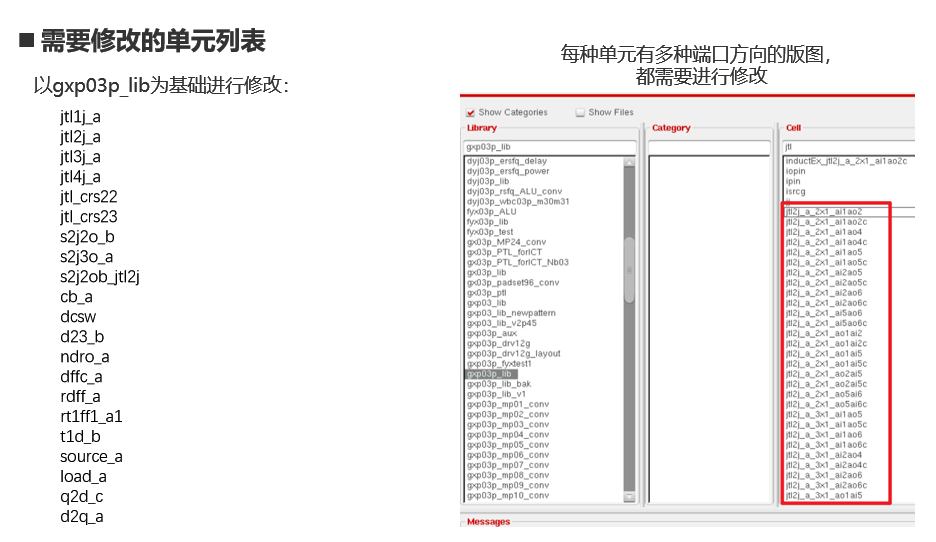 ■ 需要修改的单元列表
以gxp03p_lib为基础进行修改：
jtl1j_a
jtl2j_a
jtl3j_a
jtl4j_a
jtl_crs22
jtl_crs23
s2j2o_b
s2j3o_a
s2j2ob_jtl2j
cb_a
dcsw
d23_b
ndro_a
dffc_a
rdff_a
rt1ff1_a1
t1d_b
source_a
load_a
q2d_c
d2q_a
每种单元有多种端口方向的版图，
都需要进行修改
Show Categories
Show Files
Library
gxp03p_lib
dyj03p_ersfq_delay
dyj03p_ersfq_power
dyj03p_lib
dyj03p_rsfq_ALU_conv
dyj03p_wbc03p_m30m31
fyx03p_ALU
fyx03p_lib
fyx03p_test
gx03p_MP24_conv
gx03p_PTL_forICT
gx03p_PTL_forICT_Nb03
gx03p_lib
gx03p_padset96_conv
gx03p_ptl
gxp03_lib
gxp03_lib_newpattern
gxp03_lib_v2p45
gxp03p_aux
gxp03p_drv12g
gxp03p_drv12g_layout
gxp03p_fyxtest1
gxp03p_lib
gxp03p_lib_bak
gxp03p_lib_v1
gxp03p_mp01_conv
gxp03p_mp02_conv
gxp03p_mp03_conv
gxp03p_mp04_conv
gxp03p_mp05_conv
gxp03p_mp06_conv
gxp03p_mp07_conv
gxp03p_mp08_conv
gxp03p_mp09_conv
gxp03p_mp10_conv
Category
Cell
jtl
inductEx_jtl2j_a_2x1_ai1ao2c
iopin
ipin
isrcg
jtl2j_a_2x1_ai1ao2
jtl2j_a_2x1_ai1ao2c
jtl2j_a_2x1_ai1ao4
jtl2j_a_2x1_ai1ao4c
jtl2j_a_2x1_ai1ao5
jtl2j_a_2x1_ai1ao5c
jtl2j_a_2x1_ai2ao5
jtl2j_a_2x1_ai2ao5c
jtl2j_a_2x1_ai2ao6
jtl2j_a_2x1_ai2ao6c
jtl2j_a_2x1_ai5ao6
jtl2j_a_2x1_ai5ao6c
jtl2j_a_2x1_ao1ai2
jtl2j_a_2x1_ao1ai2c
jtl2j_a_2x1_ao1ai5
jtl2j_a_2x1_ao1ai5c
jtl2j_a_2x1_ao2ai5
jtl2j_a_2x1_ao2ai5c
jtl2j_a_2x1_ao5ai6
jtl2j_a_2x1_ao5ai6c
jtl2j_a_3x1_ai1ao5
jtl2j_a_3x1_ai1ao5c
jtl2j_a_3x1_ai1ao6
jtl2j_a_3x1_ai1ao6c
jtl2j_a_3x1_ai2ao4
jtl2j_a_3x1_ai2ao4c
jtl2j_a_3x1_ai2ao6
jtl2j_a_3x1_ai2ao6c
jtl2j_a_3x1_ao1ai5
Messages